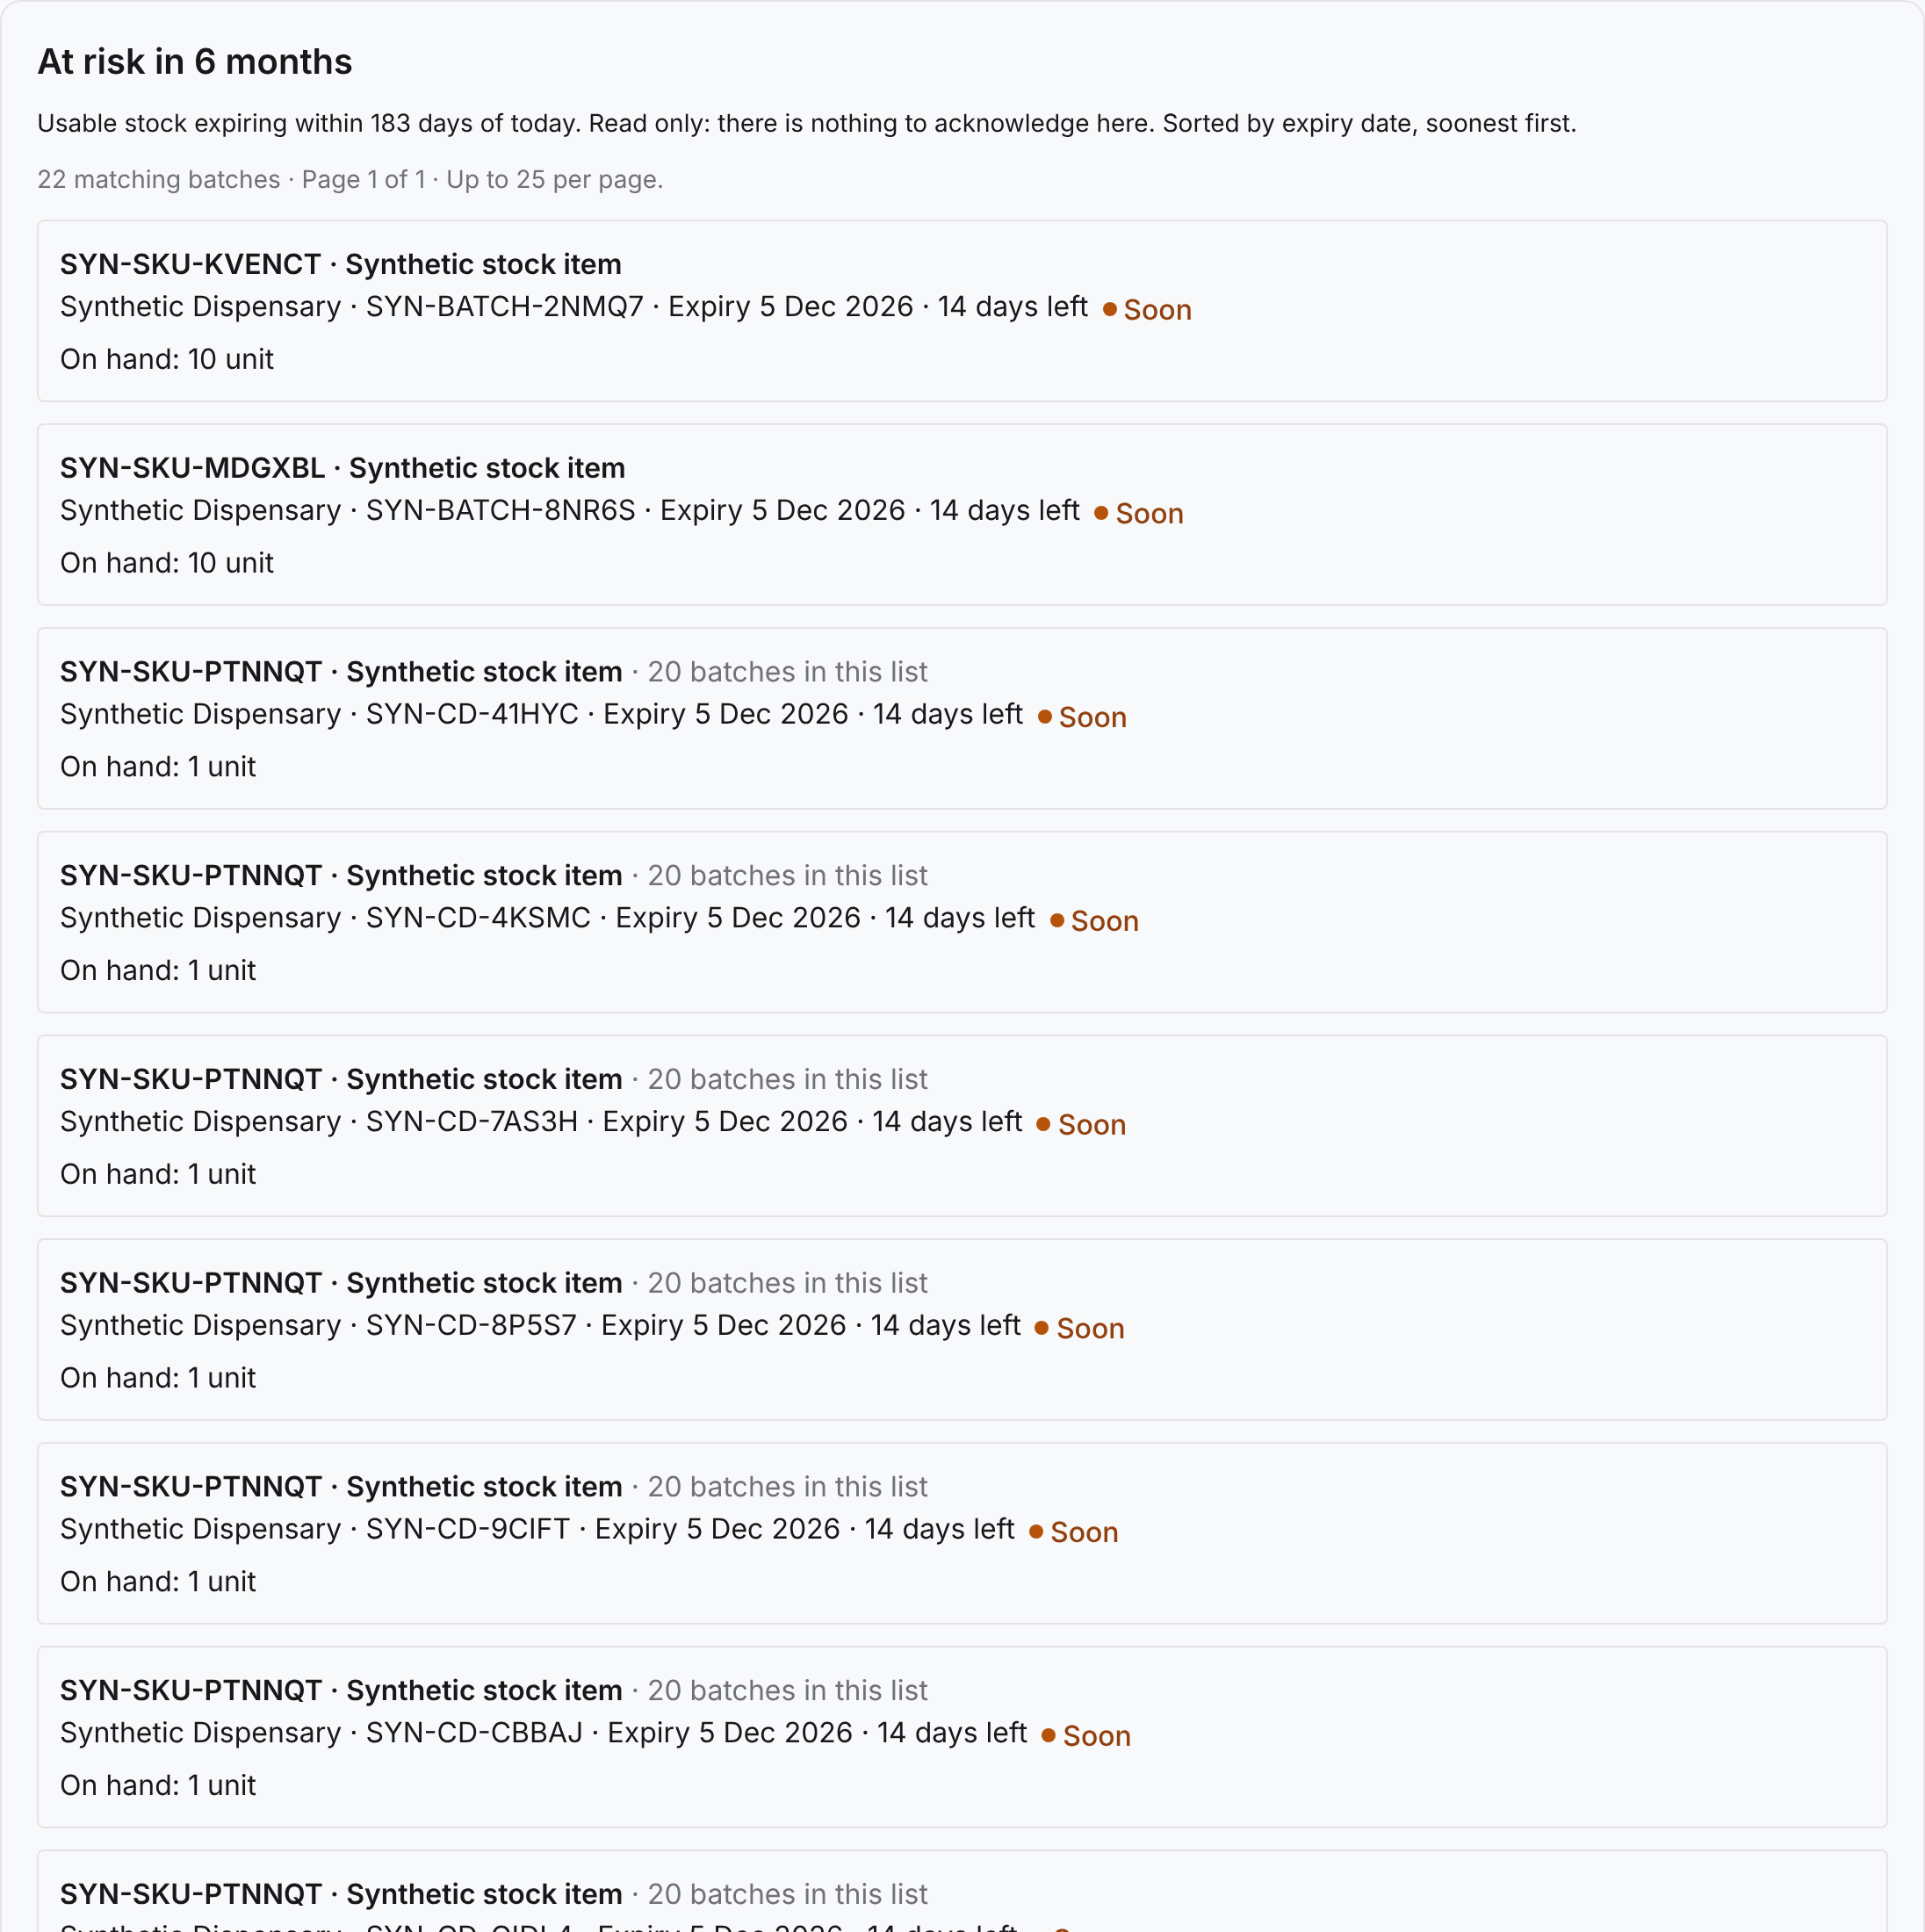 At risk in 6 months
Usable stock expiring within 183 days of today. Read only: there is nothing to acknowledge here. Sorted by expiry date, soonest first.
22 matching batches · Page 1 of 1 · Up to 25 per page.
SYN-SKU-KVENCT · Synthetic stock item
Synthetic Dispensary · SYN-BATCH-2NMQ7 · Expiry 5 Dec 2026 · 14 days left Soon
On hand: 10 unit
SYN-SKU-MDGXBL · Synthetic stock item
Synthetic Dispensary · SYN-BATCH-8NR6S · Expiry 5 Dec 2026 · 14 days left Soon
On hand: 10 unit
SYN-SKU-PTNNQT · Synthetic stock item · 20 batches in this list
Synthetic Dispensary · SYN-CD-41HYC · Expiry 5 Dec 2026 · 14 days left Soon
On hand: 1 unit
SYN-SKU-PTNNQT · Synthetic stock item · 20 batches in this list
Synthetic Dispensary · SYN-CD-4KSMC · Expiry 5 Dec 2026 · 14 days left Soon
On hand: 1 unit
SYN-SKU-PTNNQT · Synthetic stock item · 20 batches in this list
Synthetic Dispensary · SYN-CD-7AS3H · Expiry 5 Dec 2026 · 14 days left Soon
On hand: 1 unit
SYN-SKU-PTNNQT · Synthetic stock item · 20 batches in this list
Synthetic Dispensary · SYN-CD-8P5S7 · Expiry 5 Dec 2026 · 14 days left Soon
On hand: 1 unit
SYN-SKU-PTNNQT · Synthetic stock item · 20 batches in this list
Synthetic Dispensary · SYN-CD-9CIFT · Expiry 5 Dec 2026 · 14 days left Soon
On hand: 1 unit
SYN-SKU-PTNNQT · Synthetic stock item · 20 batches in this list
Synthetic Dispensary · SYN-CD-CBBAJ · Expiry 5 Dec 2026 · 14 days left Soon
On hand: 1 unit
SYN-SKU-PTNNQT · Synthetic stock item · 20 batches in this list
Synthetic Dispensary · Expiry 5 Dec 2026 · 14 days left